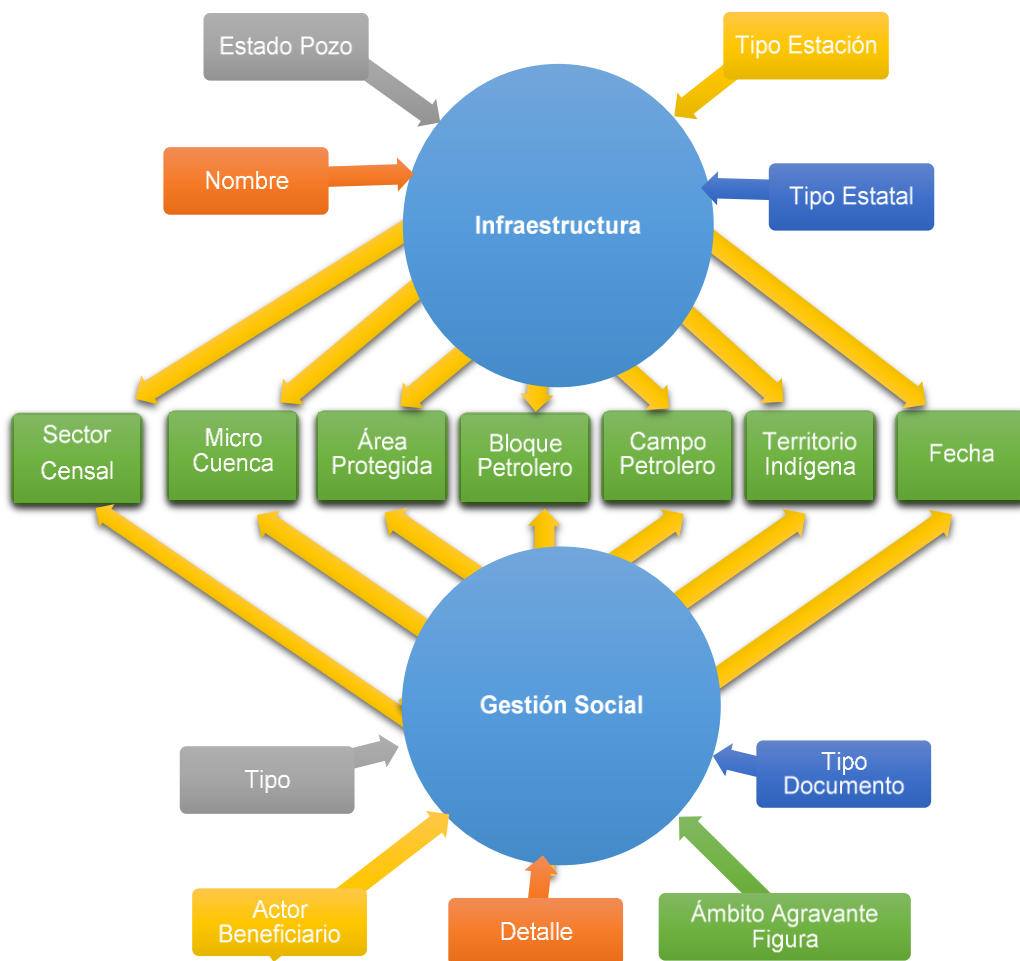 Estado Pozo
Tipo Estación
Nombre
Tipo Estatal
Infraestructura
Sector
Censal
Micro
Cuenca
Área
Protegida
Bloque
Petrolero
Campo
Petrolero
Territorio
Indígena
Fecha
Gestión Social
Tipo
Tipo
Documento
Actor
Beneficiario
Detalle
Ámbito Agravante
Figura